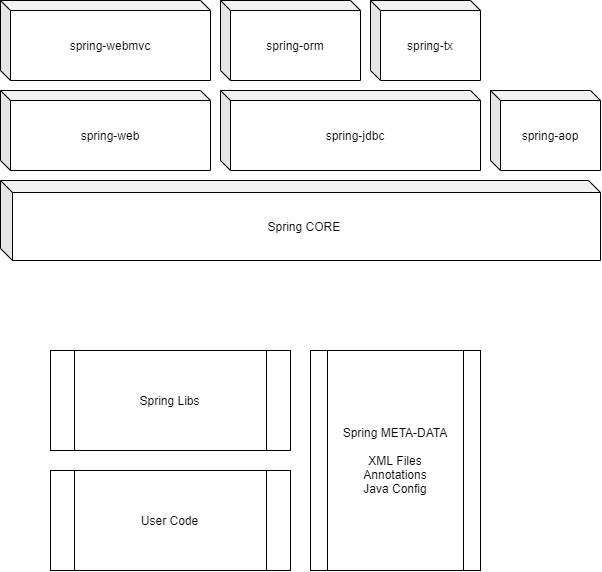 spring-webmvc
spring-orm
spring-tx
spring-web
spring-jdbc
spring-aop
Spring CORE
Spring Libs
Spring META-DATA
XML Files
Annotations
Java Config
User Code